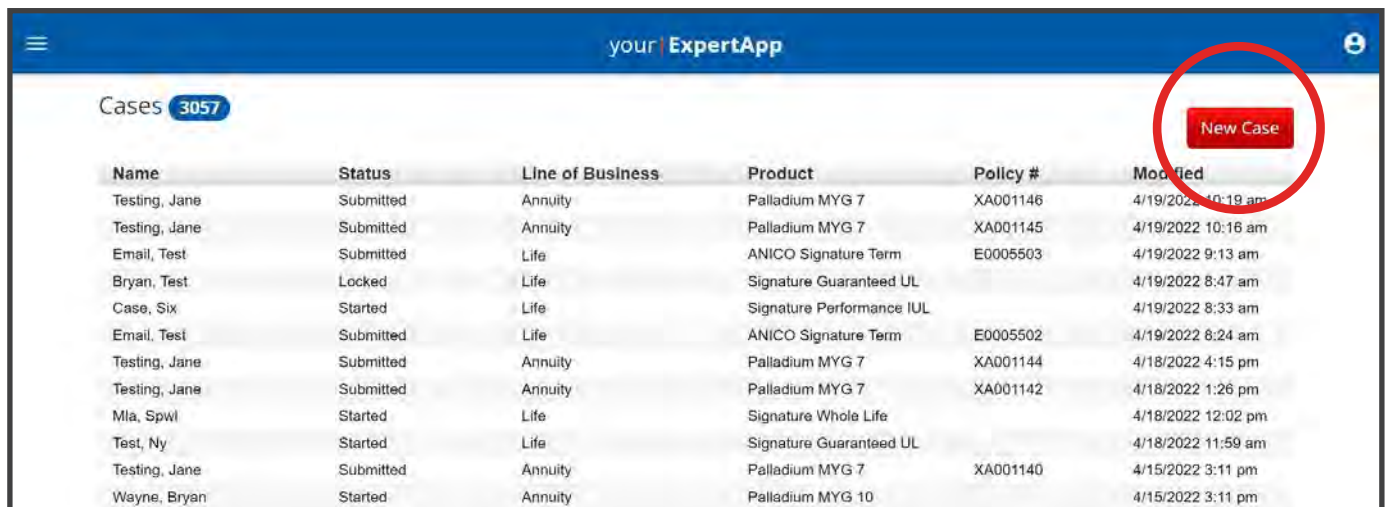 your|ExpertApp
Cases 3057
New Case
Name Status Line of Business Product Policy # Modified
Testing, Jane Submitted Annuity Palladium MYG 7 XA001146 4/19/2022 10:19 am
Testing, Jane Submitted Annuity Palladium MYG 7 XA001145 4/19/2022 10:16 am
Email, Test Submitted Life ANICO Signature Term E0005503 4/19/2022 9:13 am
Bryan, Test Locked Life Signature Guaranteed UL 4/19/2022 8:47 am
Case, Six Started Life Signature Performance IUL 4/19/2022 8:33 am
Email, Test Submitted Life ANICO Signature Term E0005502 4/19/2022 8:24 am
Testing, Jane Submitted Annuity Palladium MYG 7 XA001144 4/18/2022 4:15 pm
Testing, Jane Submitted Annuity Palladium MYG 7 XA001142 4/18/2022 1:26 pm
Mla, Spwl Started Life Signature Whole Life 4/18/2022 12:02 pm
Test, Ny Started Life Signature Guaranteed UL 4/18/2022 11:59 am
Testing, Jane Submitted Annuity Palladium MYG 7 XA001140 4/15/2022 3:11 pm
Wayne, Bryan Started Annuity Palladium MYG 10 4/15/2022 3:11 pm